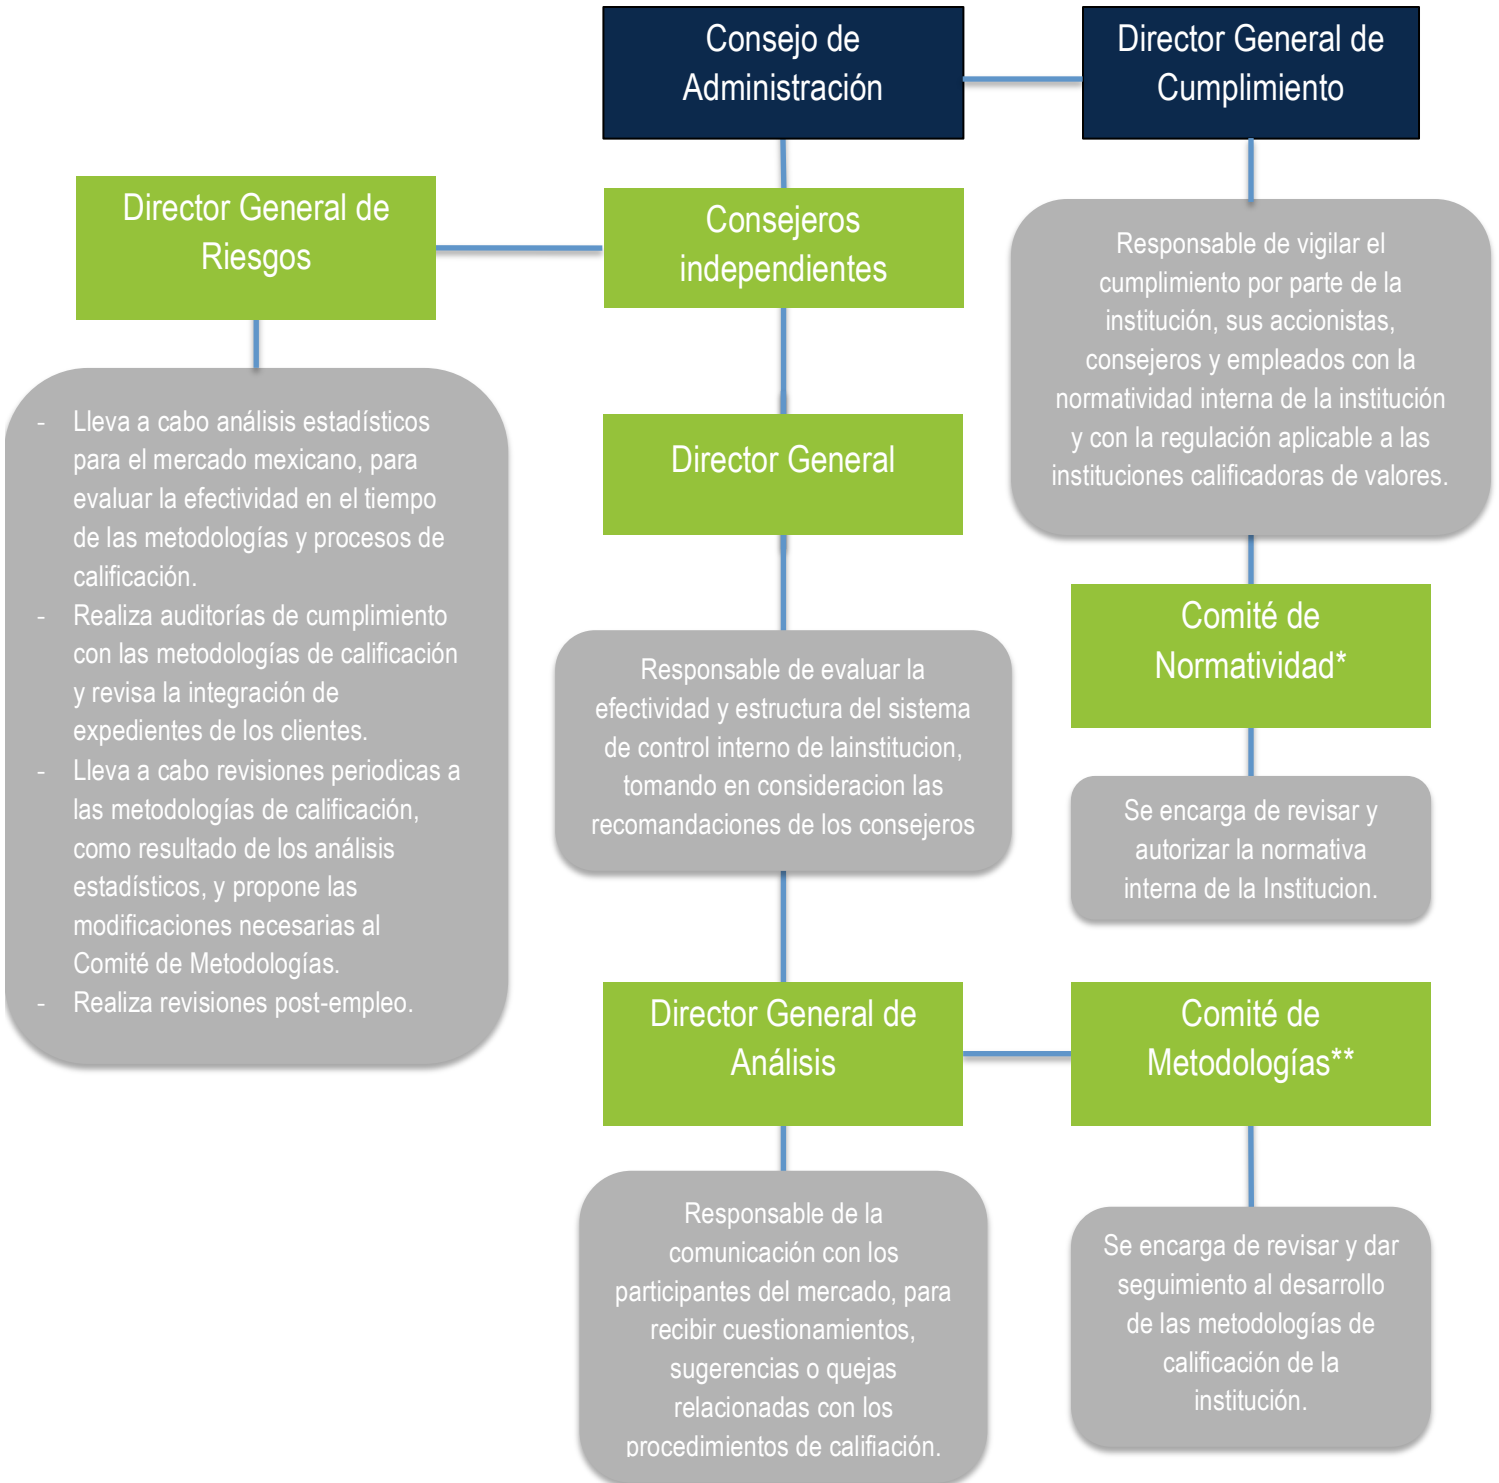 Consejo de
Administración
Director General de
Cumplimiento
Director General de
Riesgos
Consejeros
independientes
Responsable de vigilar el
cumplimiento por parte de la
institución, sus accionistas,
consejeros y empleados con la
normatividad interna de la institución
y con la regulación aplicable a las
instituciones calificadoras de valores.
- Lleva a cabo análisis estadísticos
para el mercado mexicano, para
evaluar la efectividad en el tiempo
de las metodologías y procesos de
calificación.
- Realiza auditorías de cumplimiento
con las metodologías de calificación
y revisa la integración de
expedientes de los clientes.
- Lleva a cabo revisiones periodicas a
las metodologías de calificación,
como resultado de los análisis
estadísticos, y propone las
modificaciones necesarias al
Comité de Metodologías.
- Realiza revisiones post-empleo.
Director General
Responsable de evaluar la
efectividad y estructura del sistema
de control interno de lainstitucion,
tomando en consideracion las
recomandaciones de los consejeros
Comité de
Normatividad*
Se encarga de revisar y
autorizar la normativa
interna de la Institucion.
Director General de
Análisis
Comité de
Metodologías**
Responsable de la
comunicación con los
participantes del mercado, para
recibir cuestionamientos,
sugerencias o quejas
relacionadas con los
procedimientos de califiación.
Se encarga de revisar y dar
seguimiento al desarrollo
de las metodologías de
calificación de la
institución.